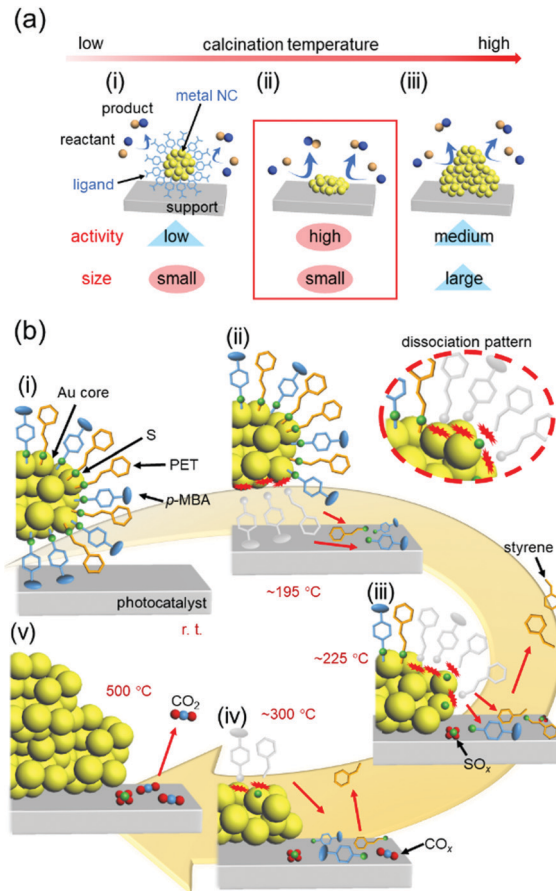 (a)
low calcination temperature high
(i) (ii) (iii)
product metal NC
reactant
ligand
support
activity low high medium
size small small large
(b)
(i) (ii) dissociation pattern
Au core
S
PET
p-MBA
photocatalyst
r. t.
~195 °C
styrene
(iii)
~225 °C
SOx
(v)
500 °C
CO2
(iv)
~300 °C
COx